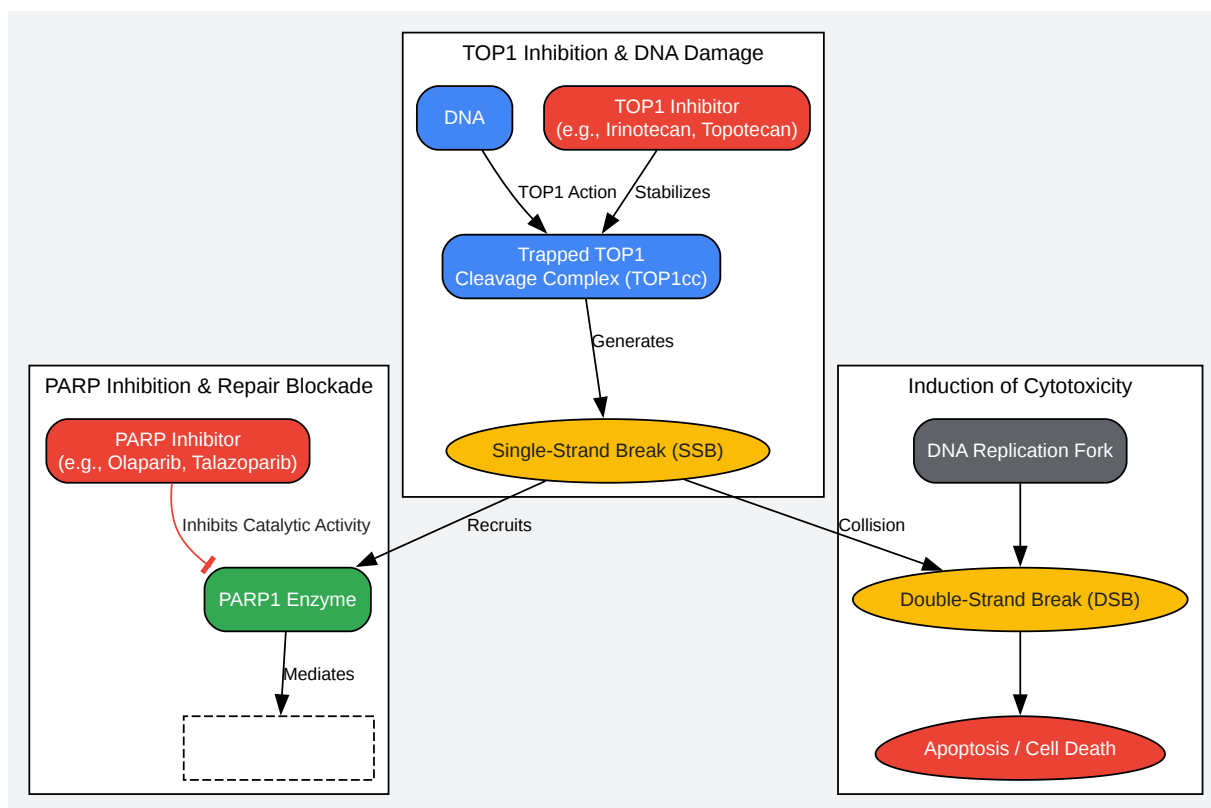 TOP1 Inhibition & DNA Damage
DNA
TOP1 Inhibitor
(e.g., Irinotecan, Topotecan)
TOP1 Action
Stabilizes
Trapped TOP1
Cleavage Complex (TOP1cc)
Generates
Single-Strand Break (SSB)
PARP Inhibition & Repair Blockade
PARP Inhibitor
(e.g., Olaparib, Talazoparib)
Inhibits Catalytic Activity
Recruits
PARP1 Enzyme
Mediates
Induction of Cytotoxicity
DNA Replication Fork
Collision
Double-Strand Break (DSB)
Apoptosis / Cell Death